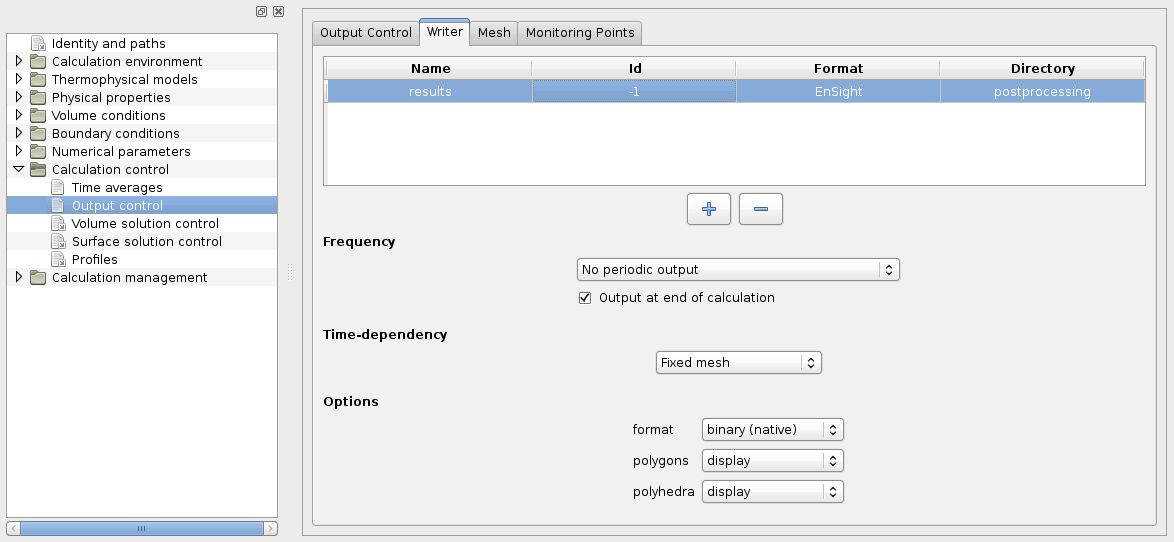 Identity and paths
Calculation environment
Thermophysical models
Physical properties
Volume conditions
Boundary conditions
Numerical parameters
Calculation control
Time averages
Output control
Volume solution control
Surface solution control
Profiles
Calculation management
Output Control Writer Mesh Monitoring Points
Name Id Format Directory
results -1 EnSight postprocessing
Frequency
No periodic output
Output at end of calculation
Time-dependency
Fixed mesh
Options
format binary (native)
polygons display
polyhedra display